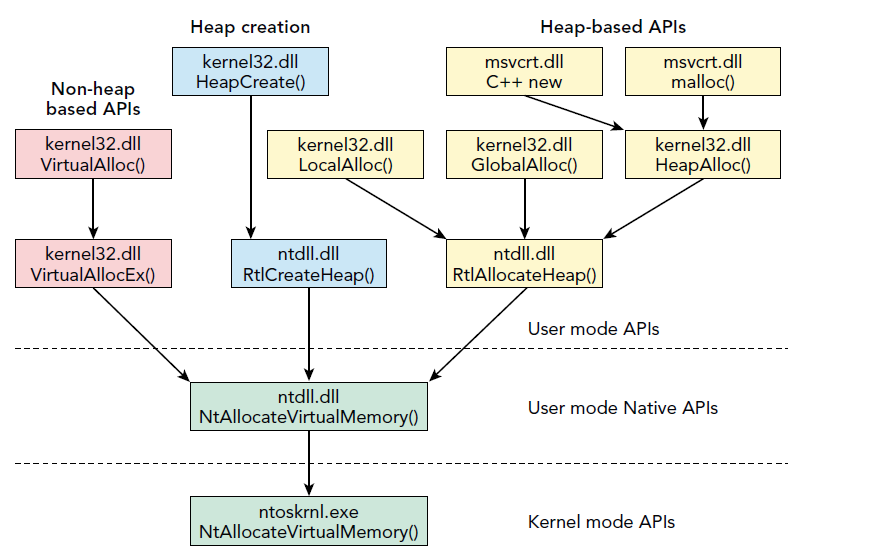 Heap creation
Heap-based APIs
kernel32.dll
HeapCreate()
msvcrt.dll
C++ new
msvcrt.dll
malloc()
Non-heap
based APIs
kernel32.dll
VirtualAlloc()
kernel32.dll
LocalAlloc()
kernel32.dll
GlobalAlloc()
kernel32.dll
HeapAlloc()
kernel32.dll
VirtualAllocEx()
ntdll.dll
RtlCreateHeap()
ntdll.dll
RtlAllocateHeap()
User mode APIs
ntdll.dll
NtAllocateVirtualMemory()
User mode Native APIs
ntoskrnl.exe
NtAllocateVirtualMemory()
Kernel mode APIs